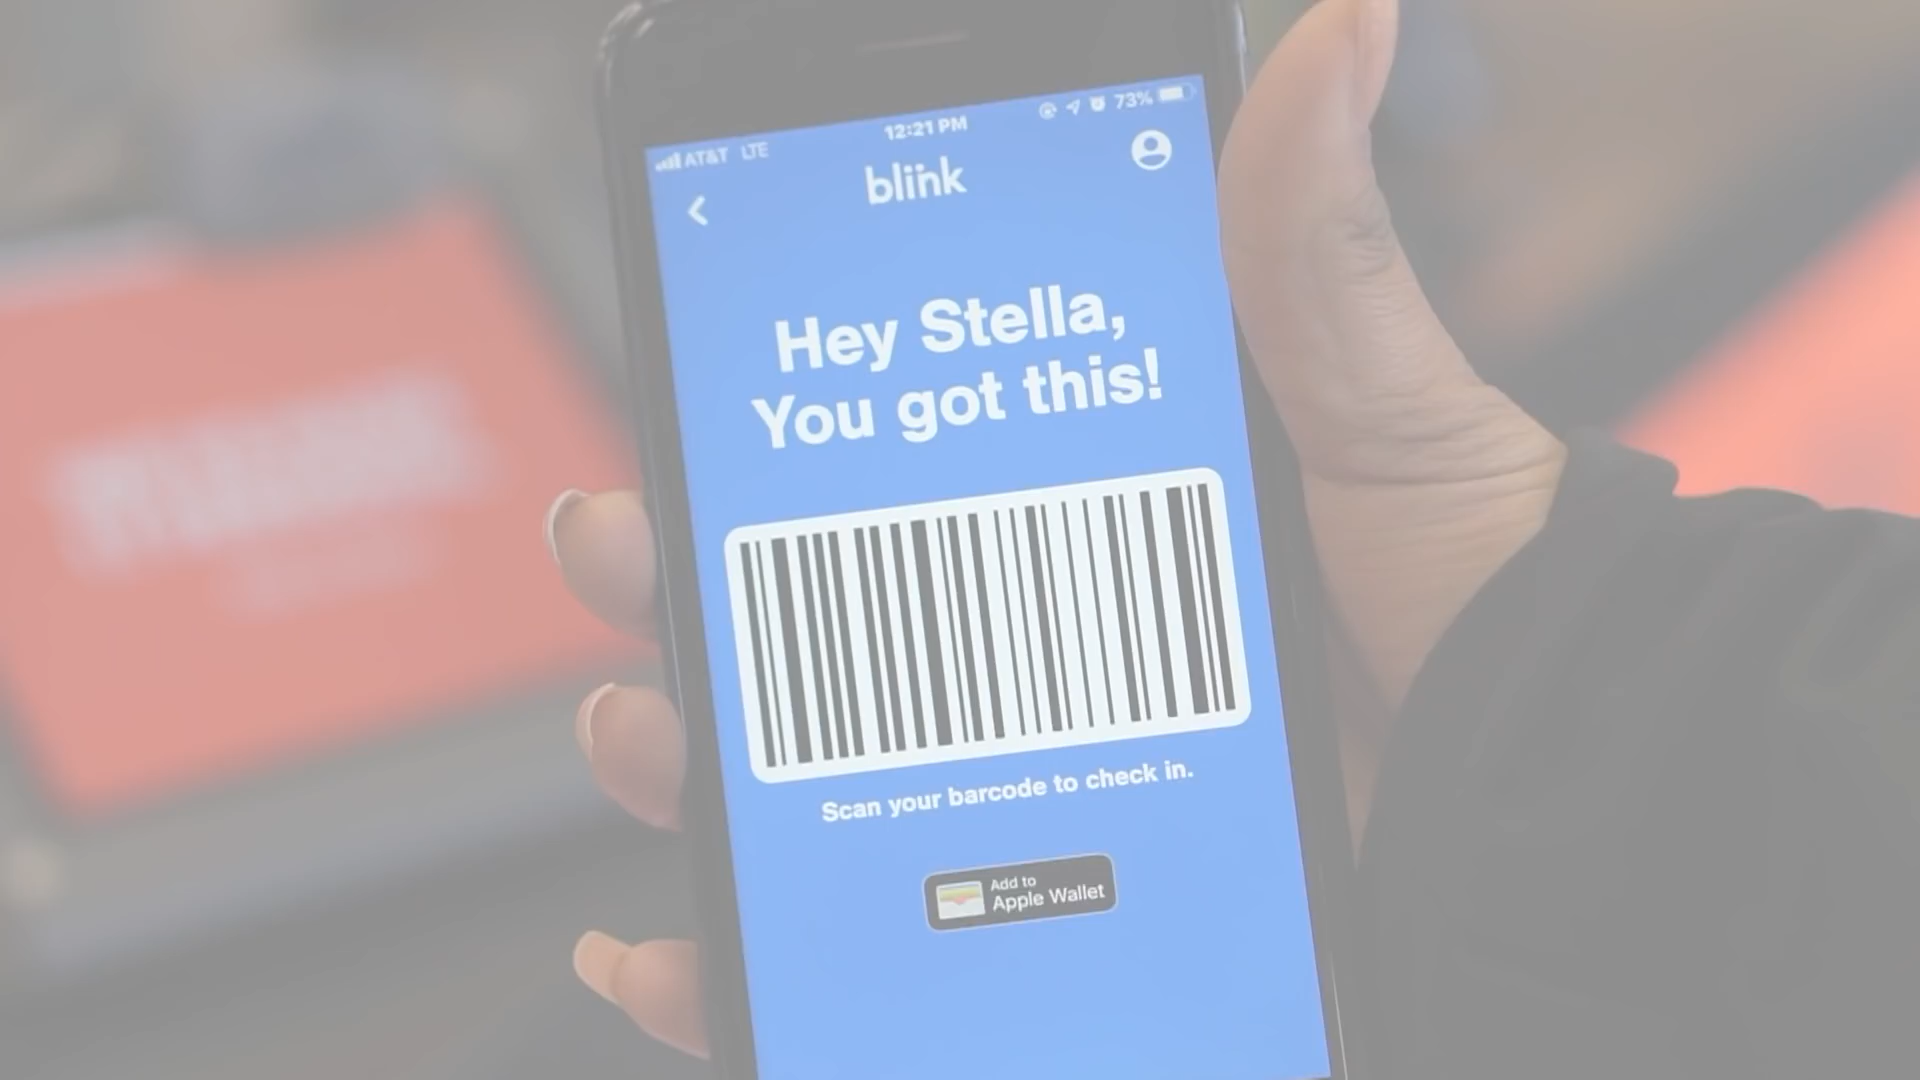 AT&T LTE 12:21 PM 73%
blink
Hey Stella,
You got this!
Scan your barcode to check in.
Add to
Apple Wallet